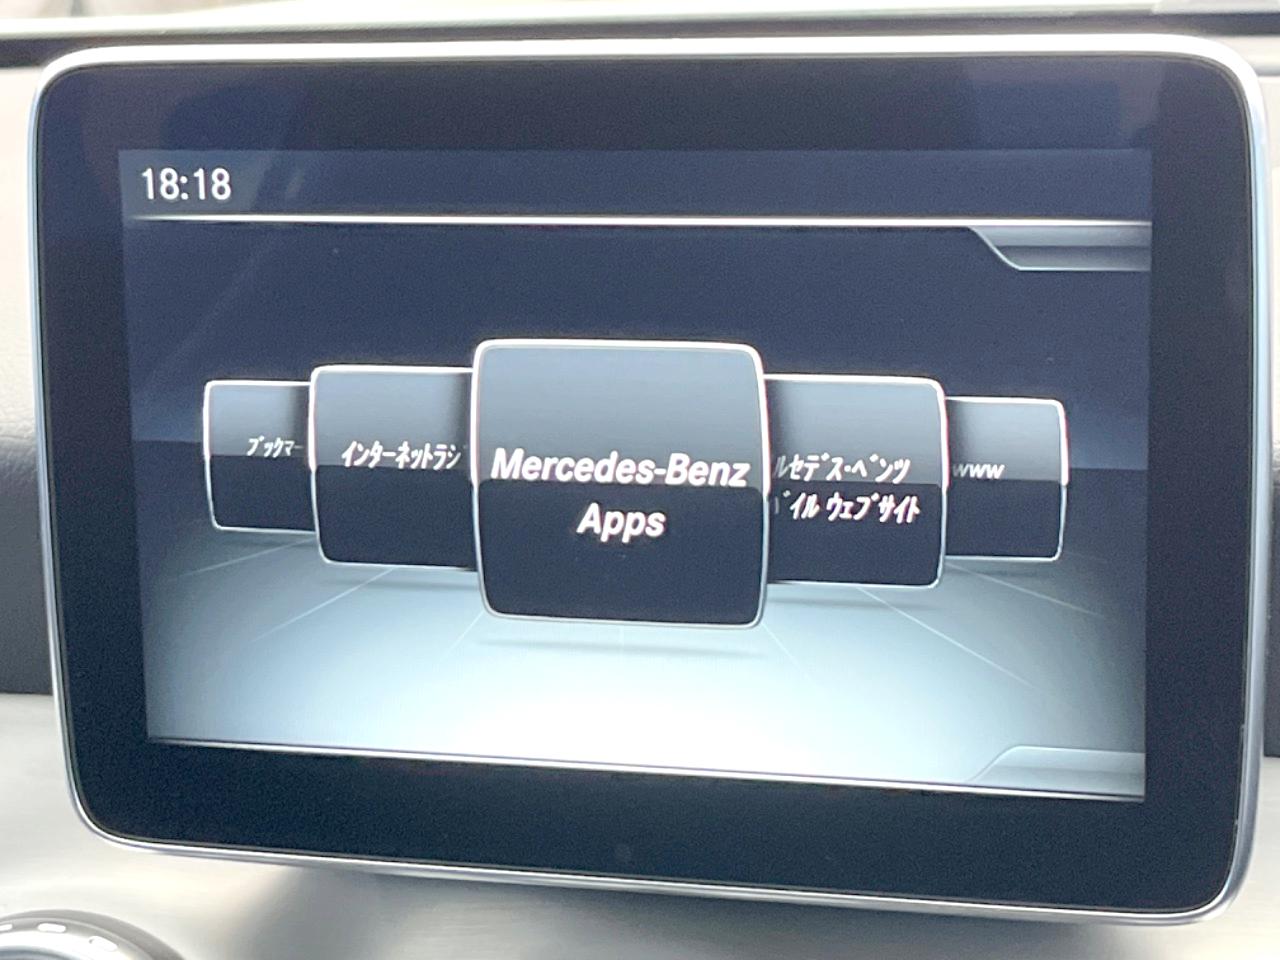 18:18
ブックマー
インターネットラジ
Mercedes-Benz
Apps
ルセデス・ベンツ
バイル ウェブサイト
www